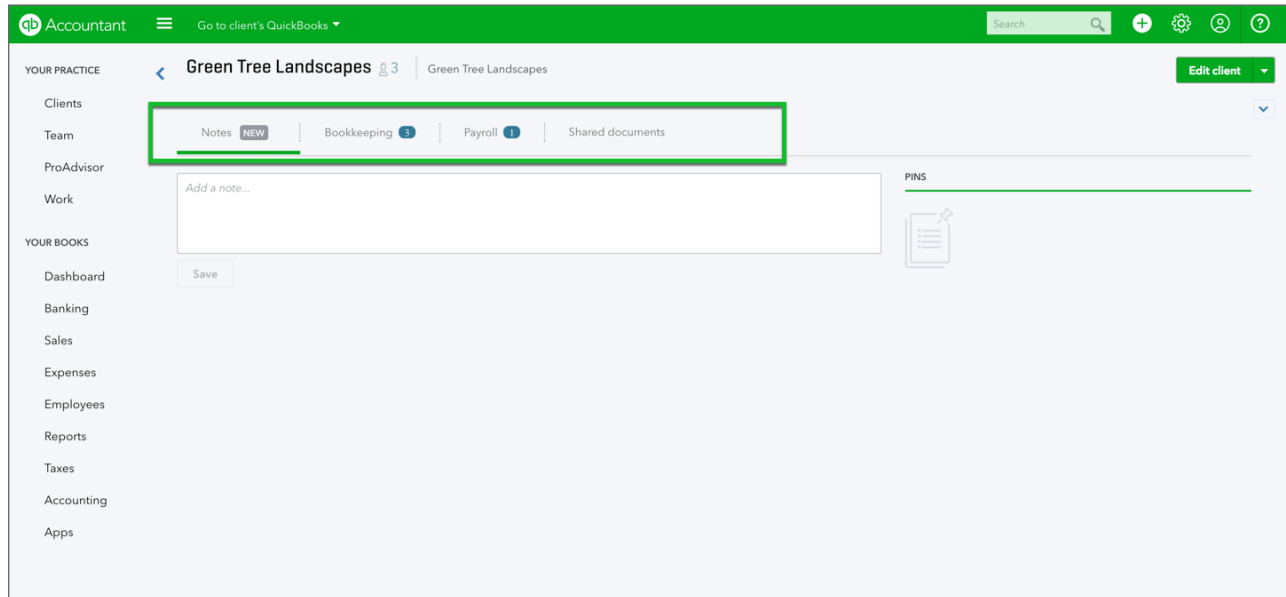 qb Accountant
Go to client's QuickBooks
Search
YOUR PRACTICE
Clients
Team
ProAdvisor
Work
YOUR BOOKS
Dashboard
Banking
Sales
Expenses
Employees
Reports
Taxes
Accounting
Apps
Green Tree Landscapes 3 Green Tree Landscapes
Edit client
Notes NEW Bookkeeping 3 Payroll 1 Shared documents
Add a note...
Save
PINS